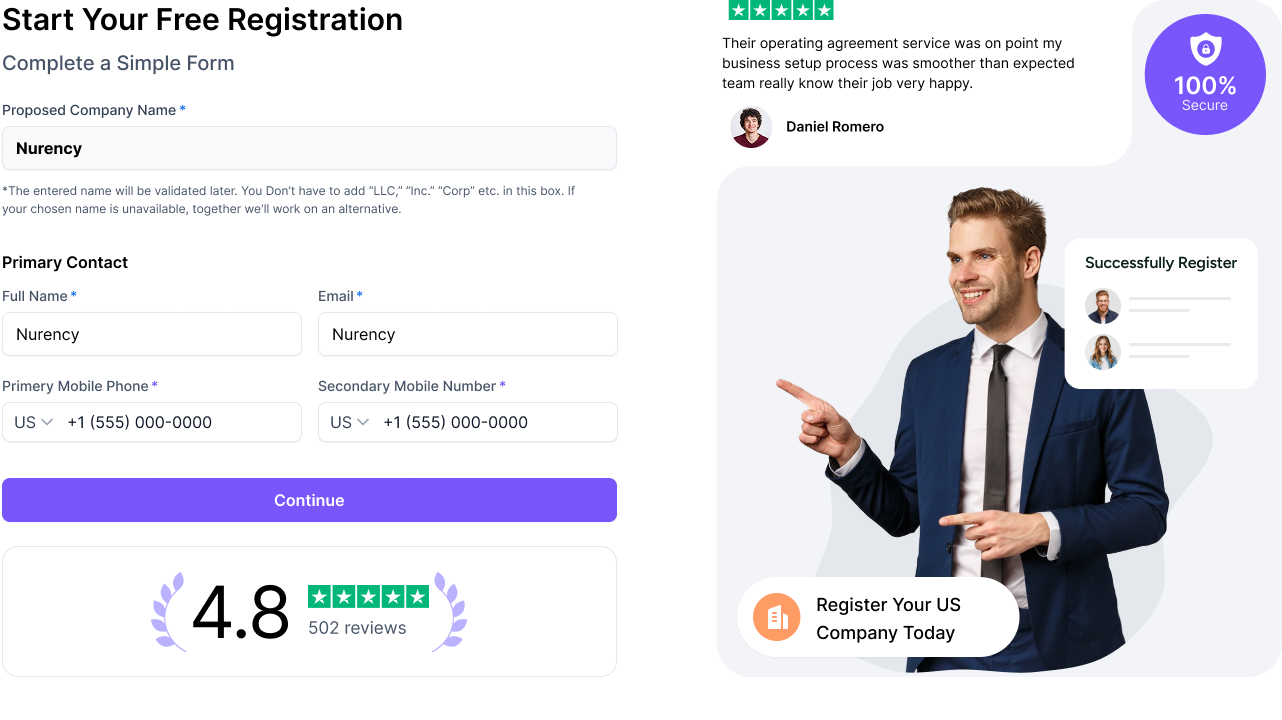 Start Your Free Registration
Complete a Simple Form
Proposed Company Name *
Nurency
*The entered name will be validated later. You Don't have to add “LLC,” “Inc.” “Corp” etc. in this box. If
your chosen name is unavailable, together we'll work on an alternative.
Primary Contact
Full Name *
Email *
Nurency
Nurency
Primery Mobile Phone *
Secondary Mobile Number *
US +1 (555) 000-0000
US +1 (555) 000-0000
Continue
4.8
502 reviews
Their operating agreement service was on point my
business setup process was smoother than expected
team really know their job very happy.
Daniel Romero
100%
Secure
Successfully Register
Register Your US
Company Today